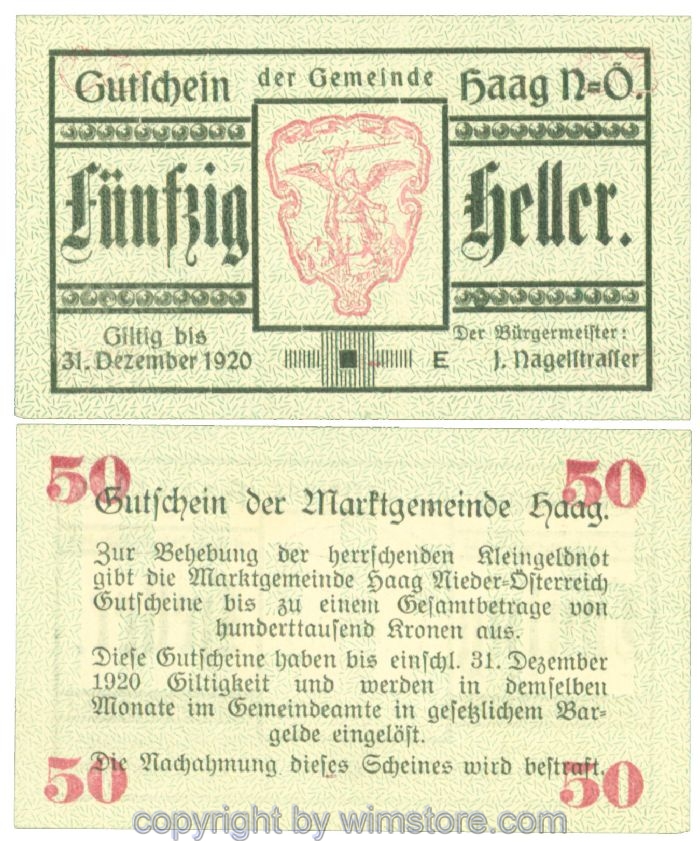 Gutschein der Gemeinde Haag N=Ö.
Fünfzig Heller.
Giltig bis
31. Dezember 1920
E
Der Bürgermeister:
J. Nagelstrasser
50 50
Gutschein der Marktgemeinde Haag.
Zur Behebung der herrschenden Kleingeldnot
gibt die Marktgemeinde Haag Nieder-Österreich
Gutscheine bis zu einem Gesamtbetrage von
hunderttausend Kronen aus.
Diese Gutscheine haben bis einschl. 31. Dezember
1920 Giltigkeit und werden in demselben
Monate im Gemeindeamte in gesetzlichem Bar-
gelde eingelöst.
Die Nachahmung dieses Scheines wird bestraft.
50 50
copyright by wimstore.com